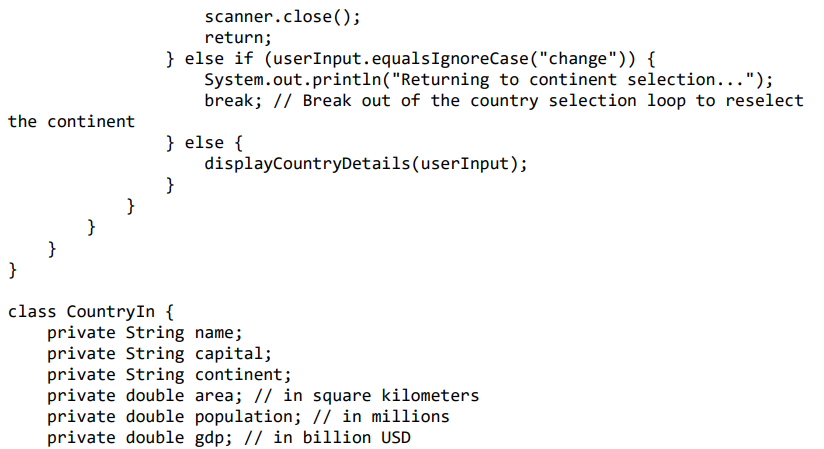 scanner.close();
                    return;
                } else if (userInput.equalsIgnoreCase("change")) {
                    System.out.println("Returning to continent selection...");
                    break; // Break out of the country selection loop to reselect
the continent
                } else {
                    displayCountryDetails(userInput);
                }
            }
        }
    }
}

class CountryIn {
    private String name;
    private String capital;
    private String continent;
    private double area; // in square kilometers
    private double population; // in millions
    private double gdp; // in billion USD